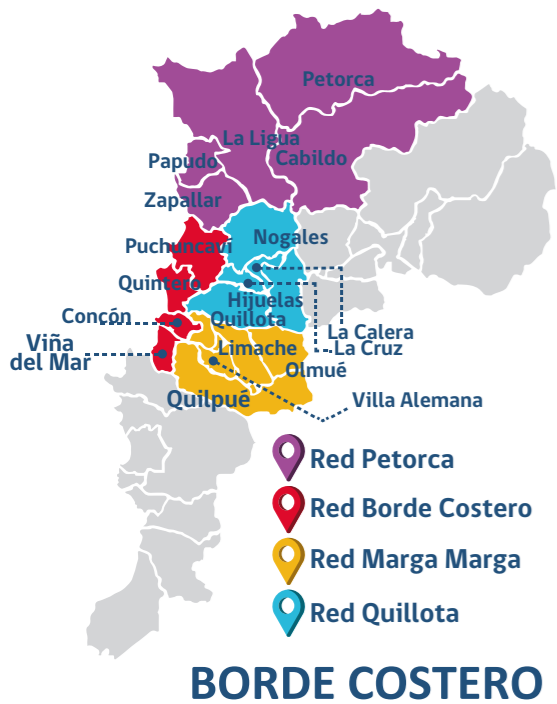 Petorca
La Ligua
Cabildo
Papudo
Zapallar
Nogales
Puchuncaví
Quintero
Hijuelas
Quillota
Concón
La Calera
La Cruz
Viña
del Mar
Limache
Olmué
Quilpué
Villa Alemana
Red Petorca
Red Borde Costero
Red Marga Marga
Red Quillota
BORDE COSTERO